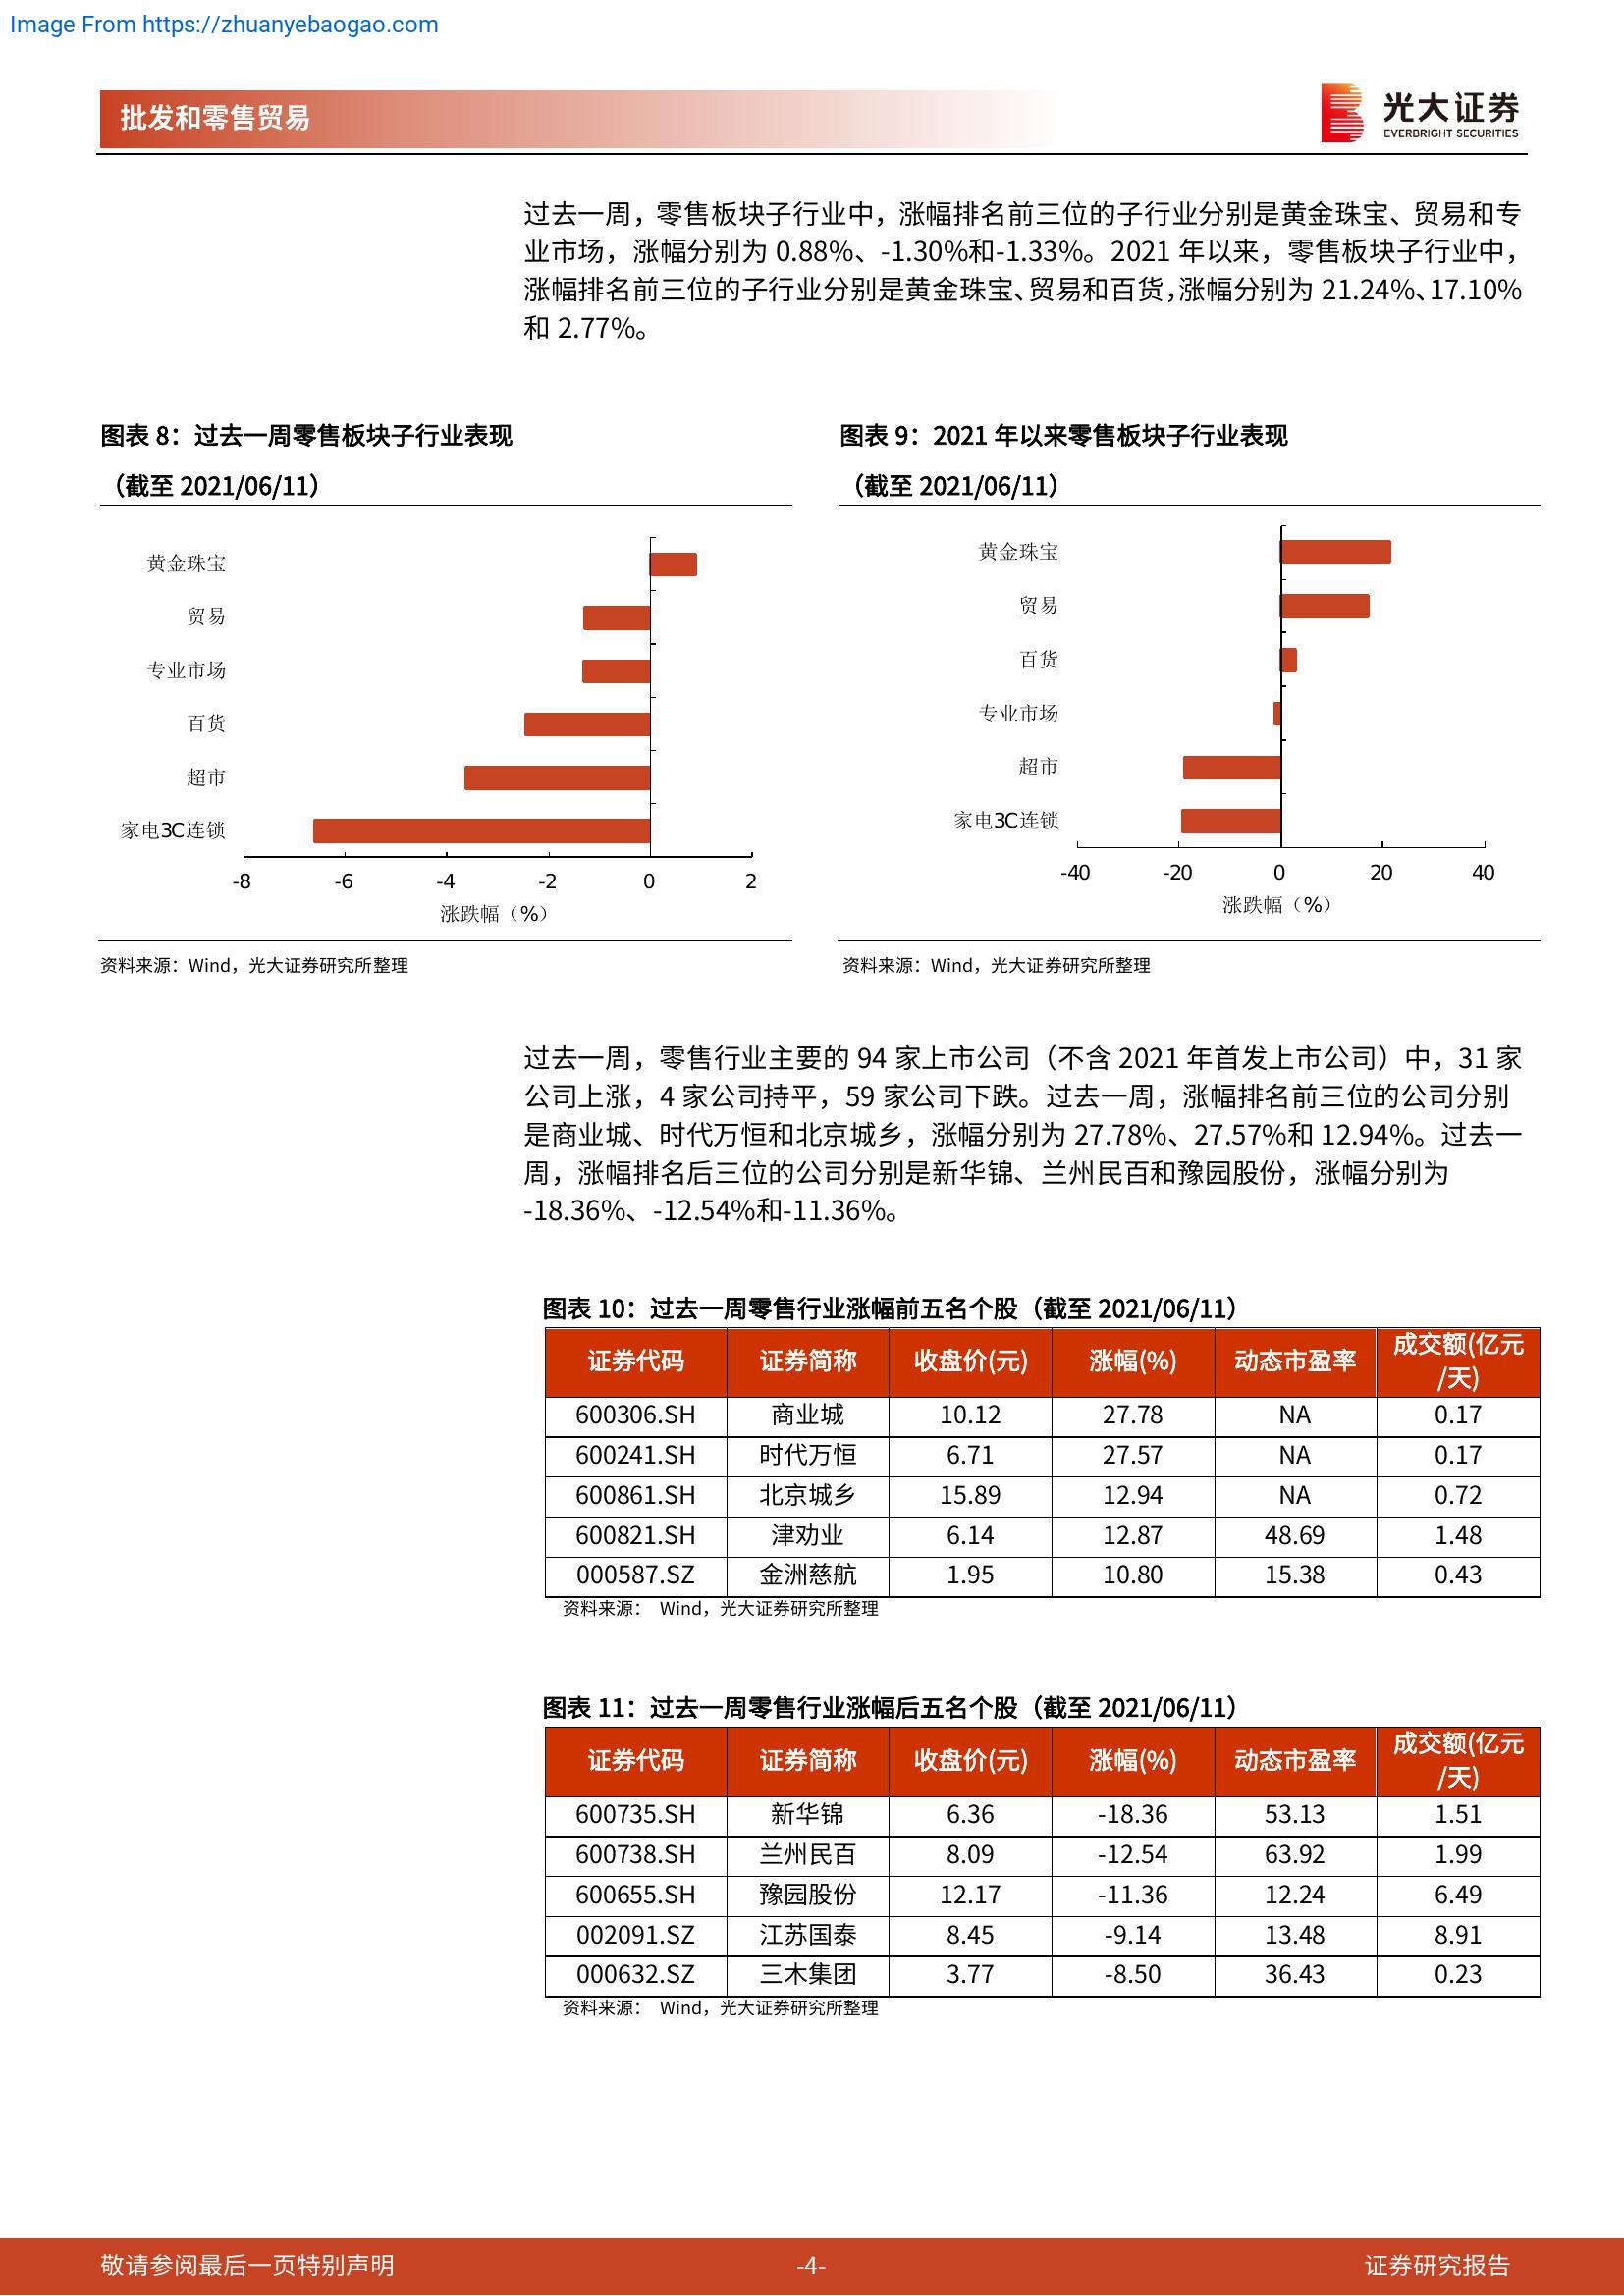 Image From https://zhuanyebaogao.com
批发和零售贸易
光大证券
EVERBRIGHT SECURITIES
过去一周，零售板块子行业中，涨幅排名前三位的子行业分别是黄金珠宝、贸易和专
业市场，涨幅分别为 0.88%、-1.30%和-1.33%。2021 年以来，零售板块子行业中，
涨幅排名前三位的子行业分别是黄金珠宝、贸易和百货，涨幅分别为 21.24%、17.10%
和 2.77%。
图表 8：过去一周零售板块子行业表现
（截至 2021/06/11）
黄金珠宝
贸易
专业市场
百货
超市
家电3C连锁
-8 -6 -4 -2 0 2
涨跌幅（%）
资料来源：Wind，光大证券研究所整理
图表 9：2021 年以来零售板块子行业表现
（截至 2021/06/11）
黄金珠宝
贸易
百货
专业市场
超市
家电3C连锁
-40 -20 0 20 40
涨跌幅（%）
资料来源：Wind，光大证券研究所整理
过去一周，零售行业主要的 94 家上市公司（不含 2021 年首发上市公司）中，31 家
公司上涨，4 家公司持平，59 家公司下跌。过去一周，涨幅排名前三位的公司分别
是商业城、时代万恒和北京城乡，涨幅分别为 27.78%、27.57%和 12.94%。过去一
周，涨幅排名后三位的公司分别是新华锦、兰州民百和豫园股份，涨幅分别为
-18.36%、-12.54%和-11.36%。
图表 10：过去一周零售行业涨幅前五名个股（截至 2021/06/11）
证券代码 证券简称 收盘价(元) 涨幅(%) 动态市盈率 成交额(亿元
/天)
600306.SH 商业城 10.12 27.78 NA 0.17
600241.SH 时代万恒 6.71 27.57 NA 0.17
600861.SH 北京城乡 15.89 12.94 NA 0.72
600821.SH 津劝业 6.14 12.87 48.69 1.48
000587.SZ 金洲慈航 1.95 10.80 15.38 0.43
资料来源： Wind，光大证券研究所整理
图表 11：过去一周零售行业涨幅后五名个股（截至 2021/06/11）
证券代码 证券简称 收盘价(元) 涨幅(%) 动态市盈率 成交额(亿元
/天)
600735.SH 新华锦 6.36 -18.36 53.13 1.51
600738.SH 兰州民百 8.09 -12.54 63.92 1.99
600655.SH 豫园股份 12.17 -11.36 12.24 6.49
002091.SZ 江苏国泰 8.45 -9.14 13.48 8.91
000632.SZ 三木集团 3.77 -8.50 36.43 0.23
资料来源： Wind，光大证券研究所整理
敬请参阅最后一页特别声明
-4-
证券研究报告